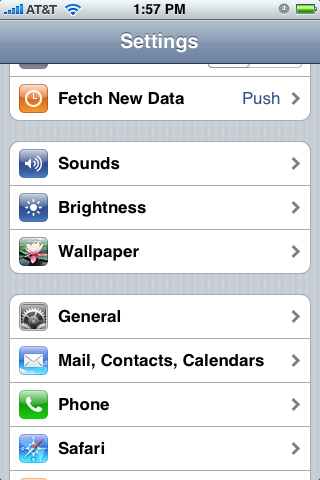 AT&T 1:57 PM
Settings
Fetch New Data Push
Sounds
Brightness
Wallpaper
General
Mail, Contacts, Calendars
Phone
Safari